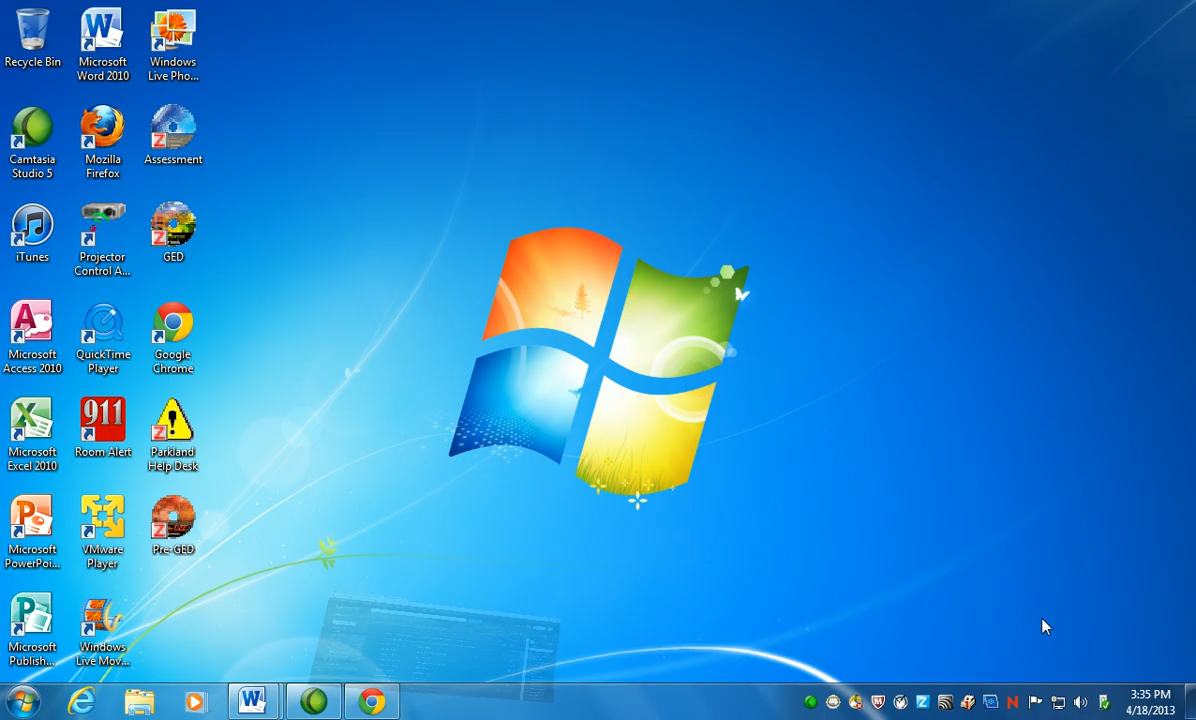 Recycle Bin
Microsoft
Word 2010
Windows
Live Pho...
Camtasia
Studio 5
Mozilla
Firefox
Assessment
iTunes
Projector
Control A...
GED
Microsoft
Access 2010
QuickTime
Player
Google
Chrome
911
Microsoft
Excel 2010
Room Alert
Parkland
Help Desk
Microsoft
PowerPoi...
VMware
Player
Pre-GED
Microsoft
Publish...
Windows
Live Mov...
3:35 PM
4/18/2013